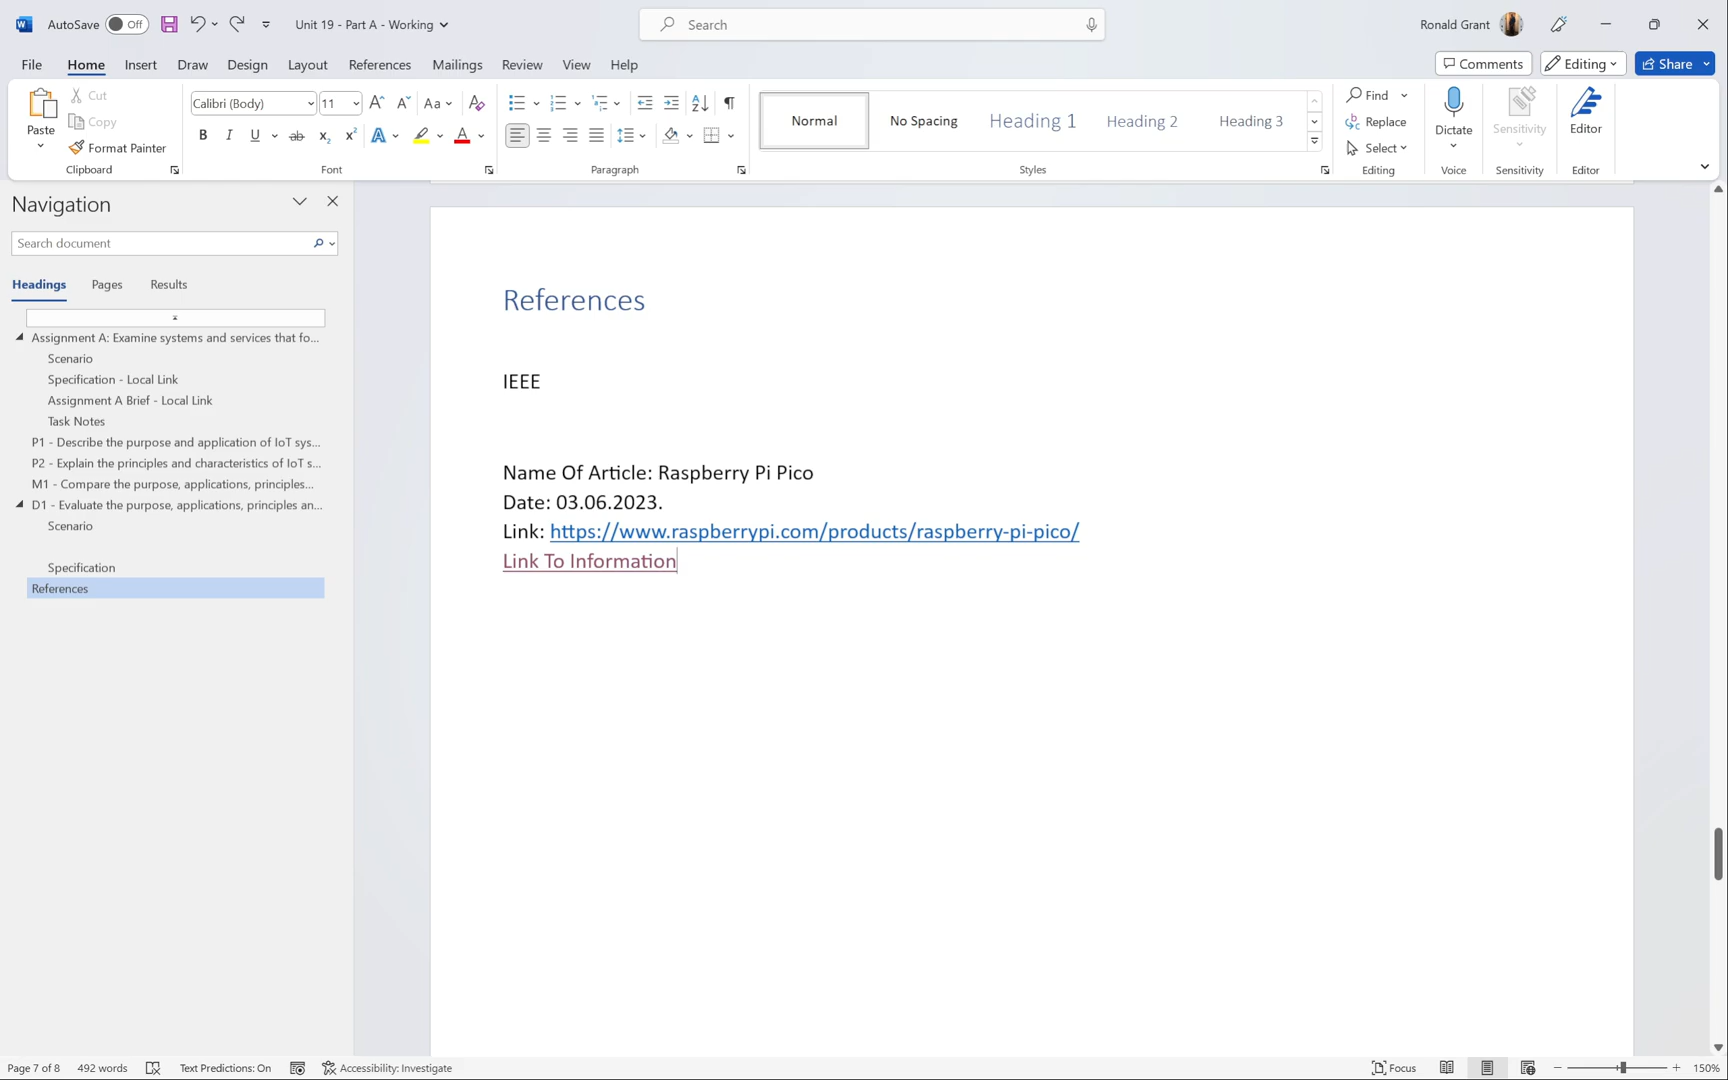 AutoSave Off Unit 19 - Part A - Working Search Ronald Grant
File Home Insert Draw Design Layout References Mailings Review View Help Comments Editing Share
Paste Cut Copy Format Painter
Calibri (Body) 11 Aa
Normal No Spacing Heading 1 Heading 2 Heading 3
Find Replace Select
Dictate Sensitivity Editor
Clipboard Font Paragraph Styles Editing Voice Sensitivity Editor
Navigation
Search document
Headings Pages Results
Assignment A: Examine systems and services that fo...
Scenario
Specification - Local Link
Assignment A Brief - Local Link
Task Notes
P1 - Describe the purpose and application of IoT sys...
P2 - Explain the principles and characteristics of IoT s...
M1 - Compare the purpose, applications, principles...
D1 - Evaluate the purpose, applications, principles an...
Scenario
Specification
References
References
IEEE
Name Of Article: Raspberry Pi Pico
Date: 03.06.2023.
Link: https://www.raspberrypi.com/products/raspberry-pi-pico/
Link To Information
Page 7 of 8 492 words Text Predictions: On Accessibility: Investigate Focus 150%